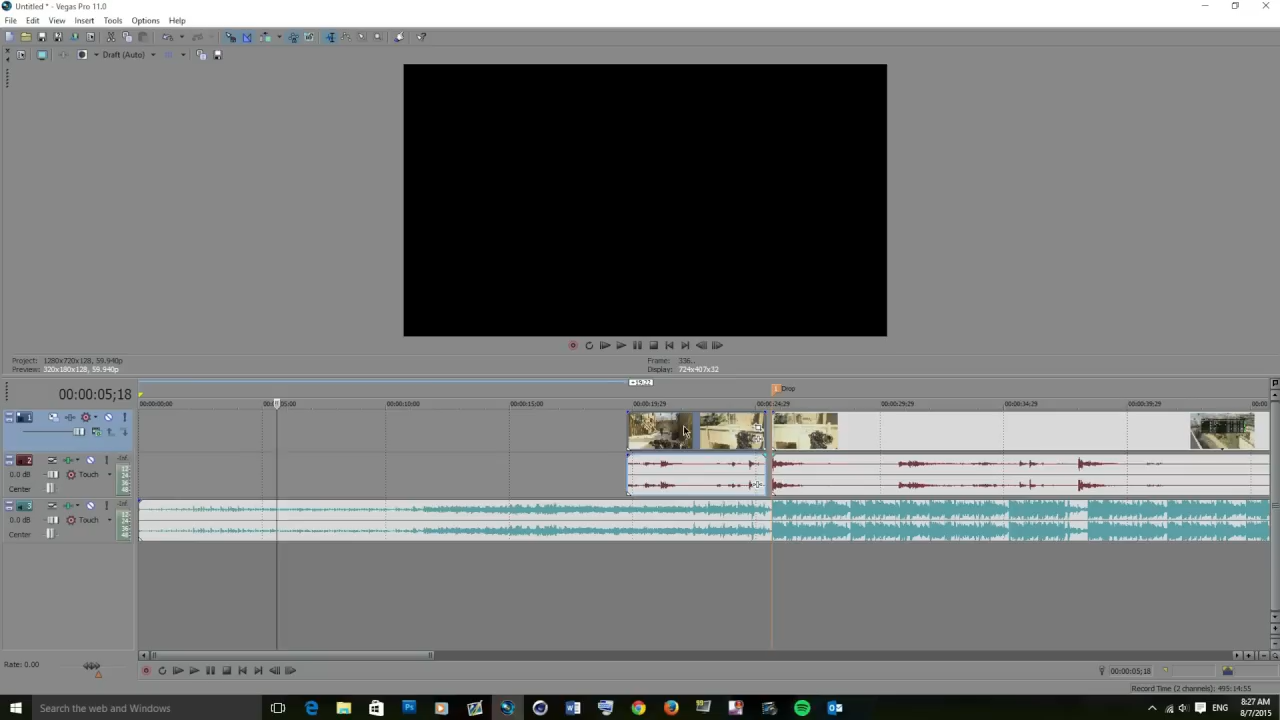 Untitled * - Vegas Pro 11.0
File Edit View Insert Tools Options Help
Draft (Auto)
Project: 1280x720x128, 59.940p
Preview: 320x180x128, 59.940p
Frame: 336
Display: 724x407x32
00:00:05;18
Drop
00:00:00;00 00:00:10;00 00:00:15;00 00:00:19;29 00:00:24;29 00:00:29;29 00:00:34;29 00:00:39;29 00:00
1
2
0.0 dB Touch
Center
3
0.0 dB Touch
Center
Rate: 0.00
00:00:05;18
Record Time (2 channels): 495:14:55
Search the web and Windows
ENG
8:27 AM
8/7/2015